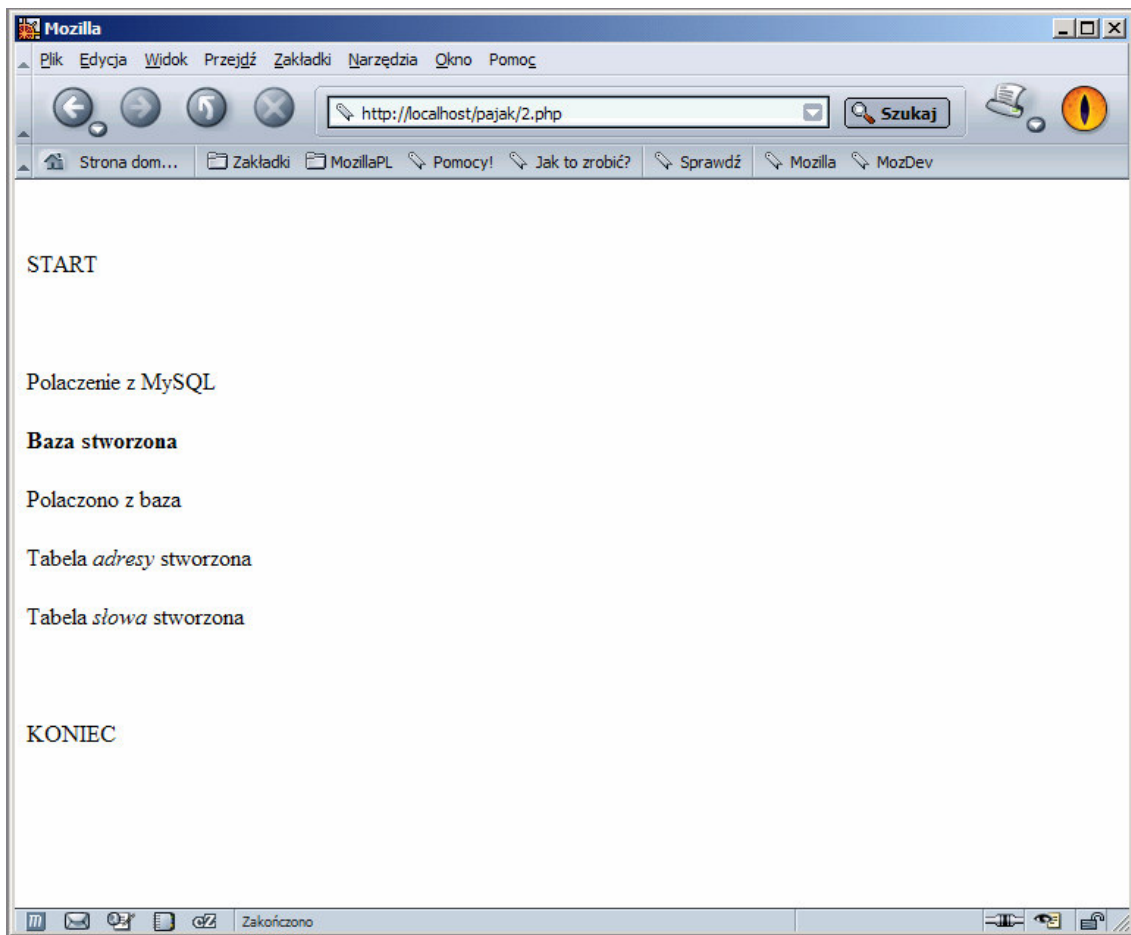 Mozilla
Plik Edycja Widok Przejdź Zakładki Narzędzia Okno Pomoc
http://localhost/pajak/2.php Szukaj
Strona dom... Zakładki MozillaPL Pomocy! Jak to zrobić? Sprawdź Mozilla MozDev
START
Polaczenie z MySQL
Baza stworzona
Polaczono z baza
Tabela adresy stworzona
Tabela słowa stworzona
KONIEC
Zakończono